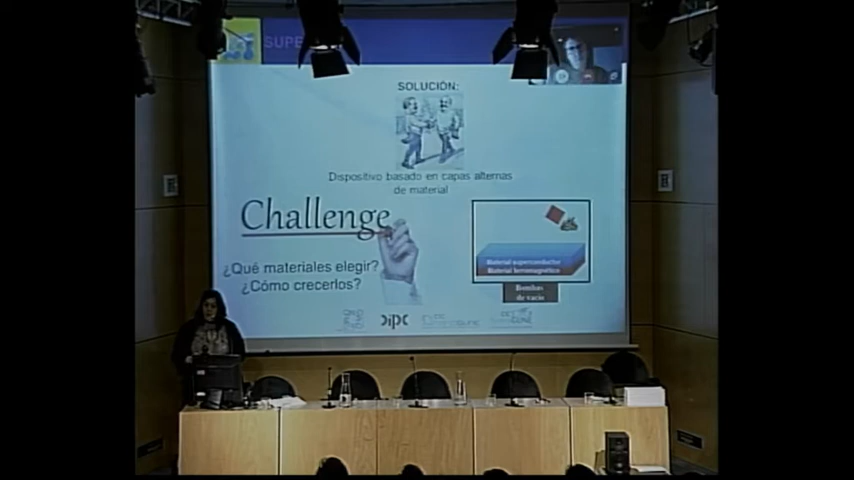 SUPE
SOLUCIÓN:
Dispositivo basado en capas alternas
de material
Challenge
¿Qué materiales elegir?
¿Cómo crecerlos?
Material superconductor
Material ferromagnético
Bombas
de vacío
dipc